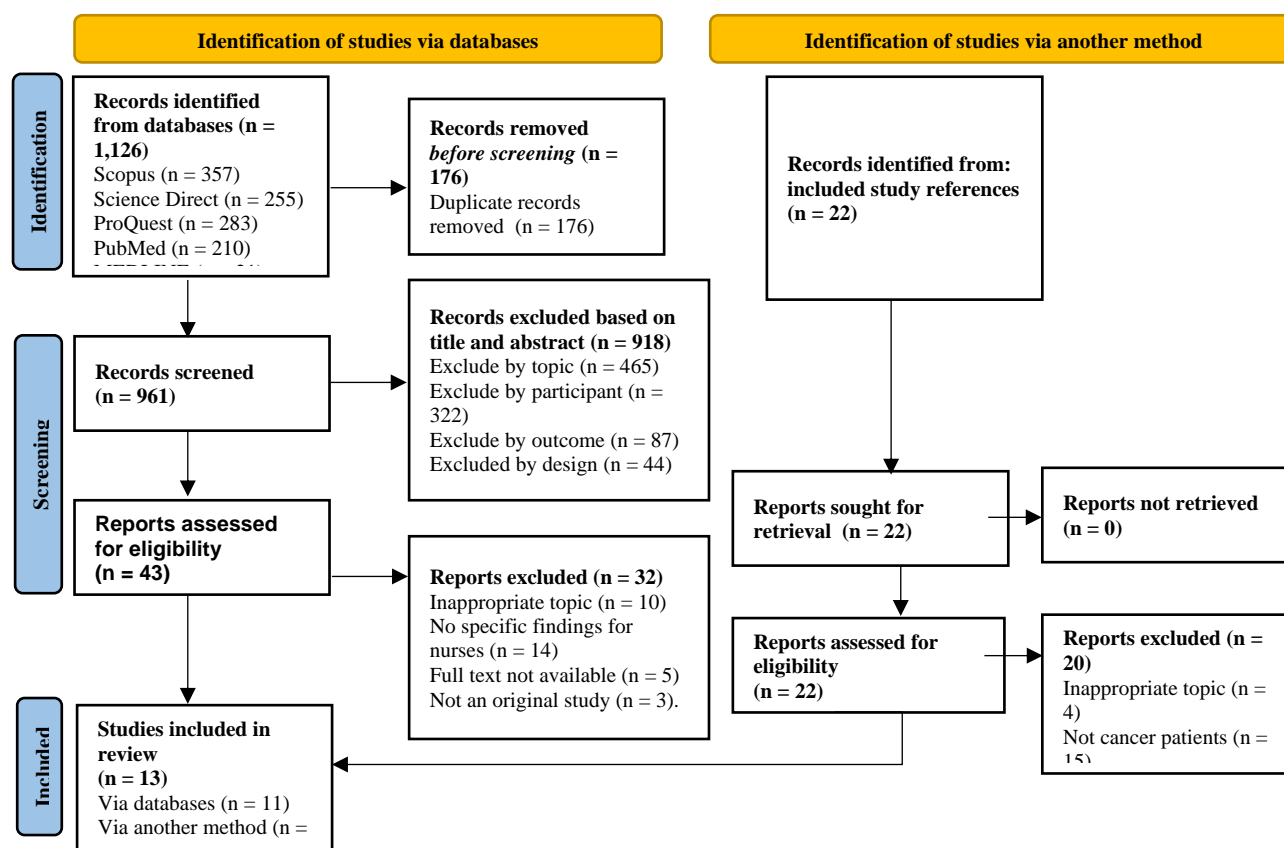 Identification of studies via databases
Identification of studies via another method
Identification
Records identified
from databases (n =
1,126)
Scopus (n = 357)
Science Direct (n = 255)
ProQuest (n = 283)
PubMed (n = 210)
Records removed
before screening (n =
176)
Duplicate records
removed (n = 176)
Records identified from:
included study references
(n = 22)
Screening
Records screened
(n = 961)
Records excluded based on
title and abstract (n = 918)
Exclude by topic (n = 465)
Exclude by participant (n =
322)
Exclude by outcome (n = 87)
Excluded by design (n = 44)
Reports sought for
retrieval (n = 22)
Reports not retrieved
(n = 0)
Reports assessed
for eligibility
(n = 43)
Reports excluded (n = 32)
Inappropriate topic (n = 10)
No specific findings for
nurses (n = 14)
Full text not available (n = 5)
Not an original study (n = 3).
Reports assessed for
eligibility
(n = 22)
Reports excluded (n =
20)
Inappropriate topic (n =
4)
Not cancer patients (n =
15)
Included
Studies included in
review
(n = 13)
Via databases (n = 11)
Via another method (n =